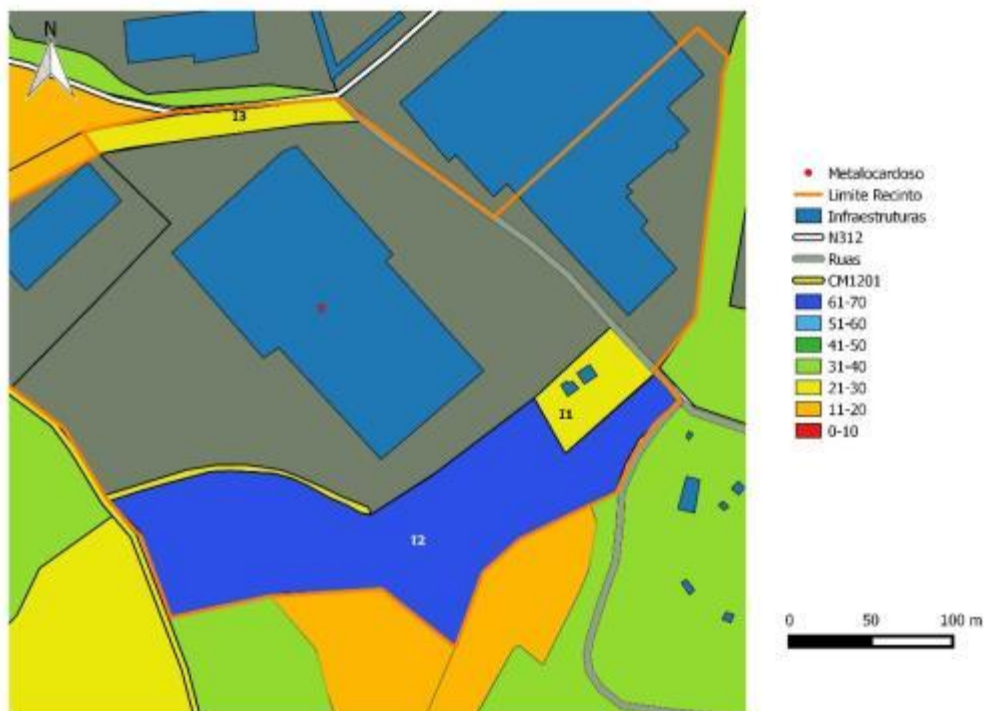 N
I3
I1
I2
Metalocardoso
Limite Recinto
Infraestruturas
N312
Ruas
CM1201
61-70
51-60
41-50
31-40
21-30
11-20
0-10
0 50 100 m